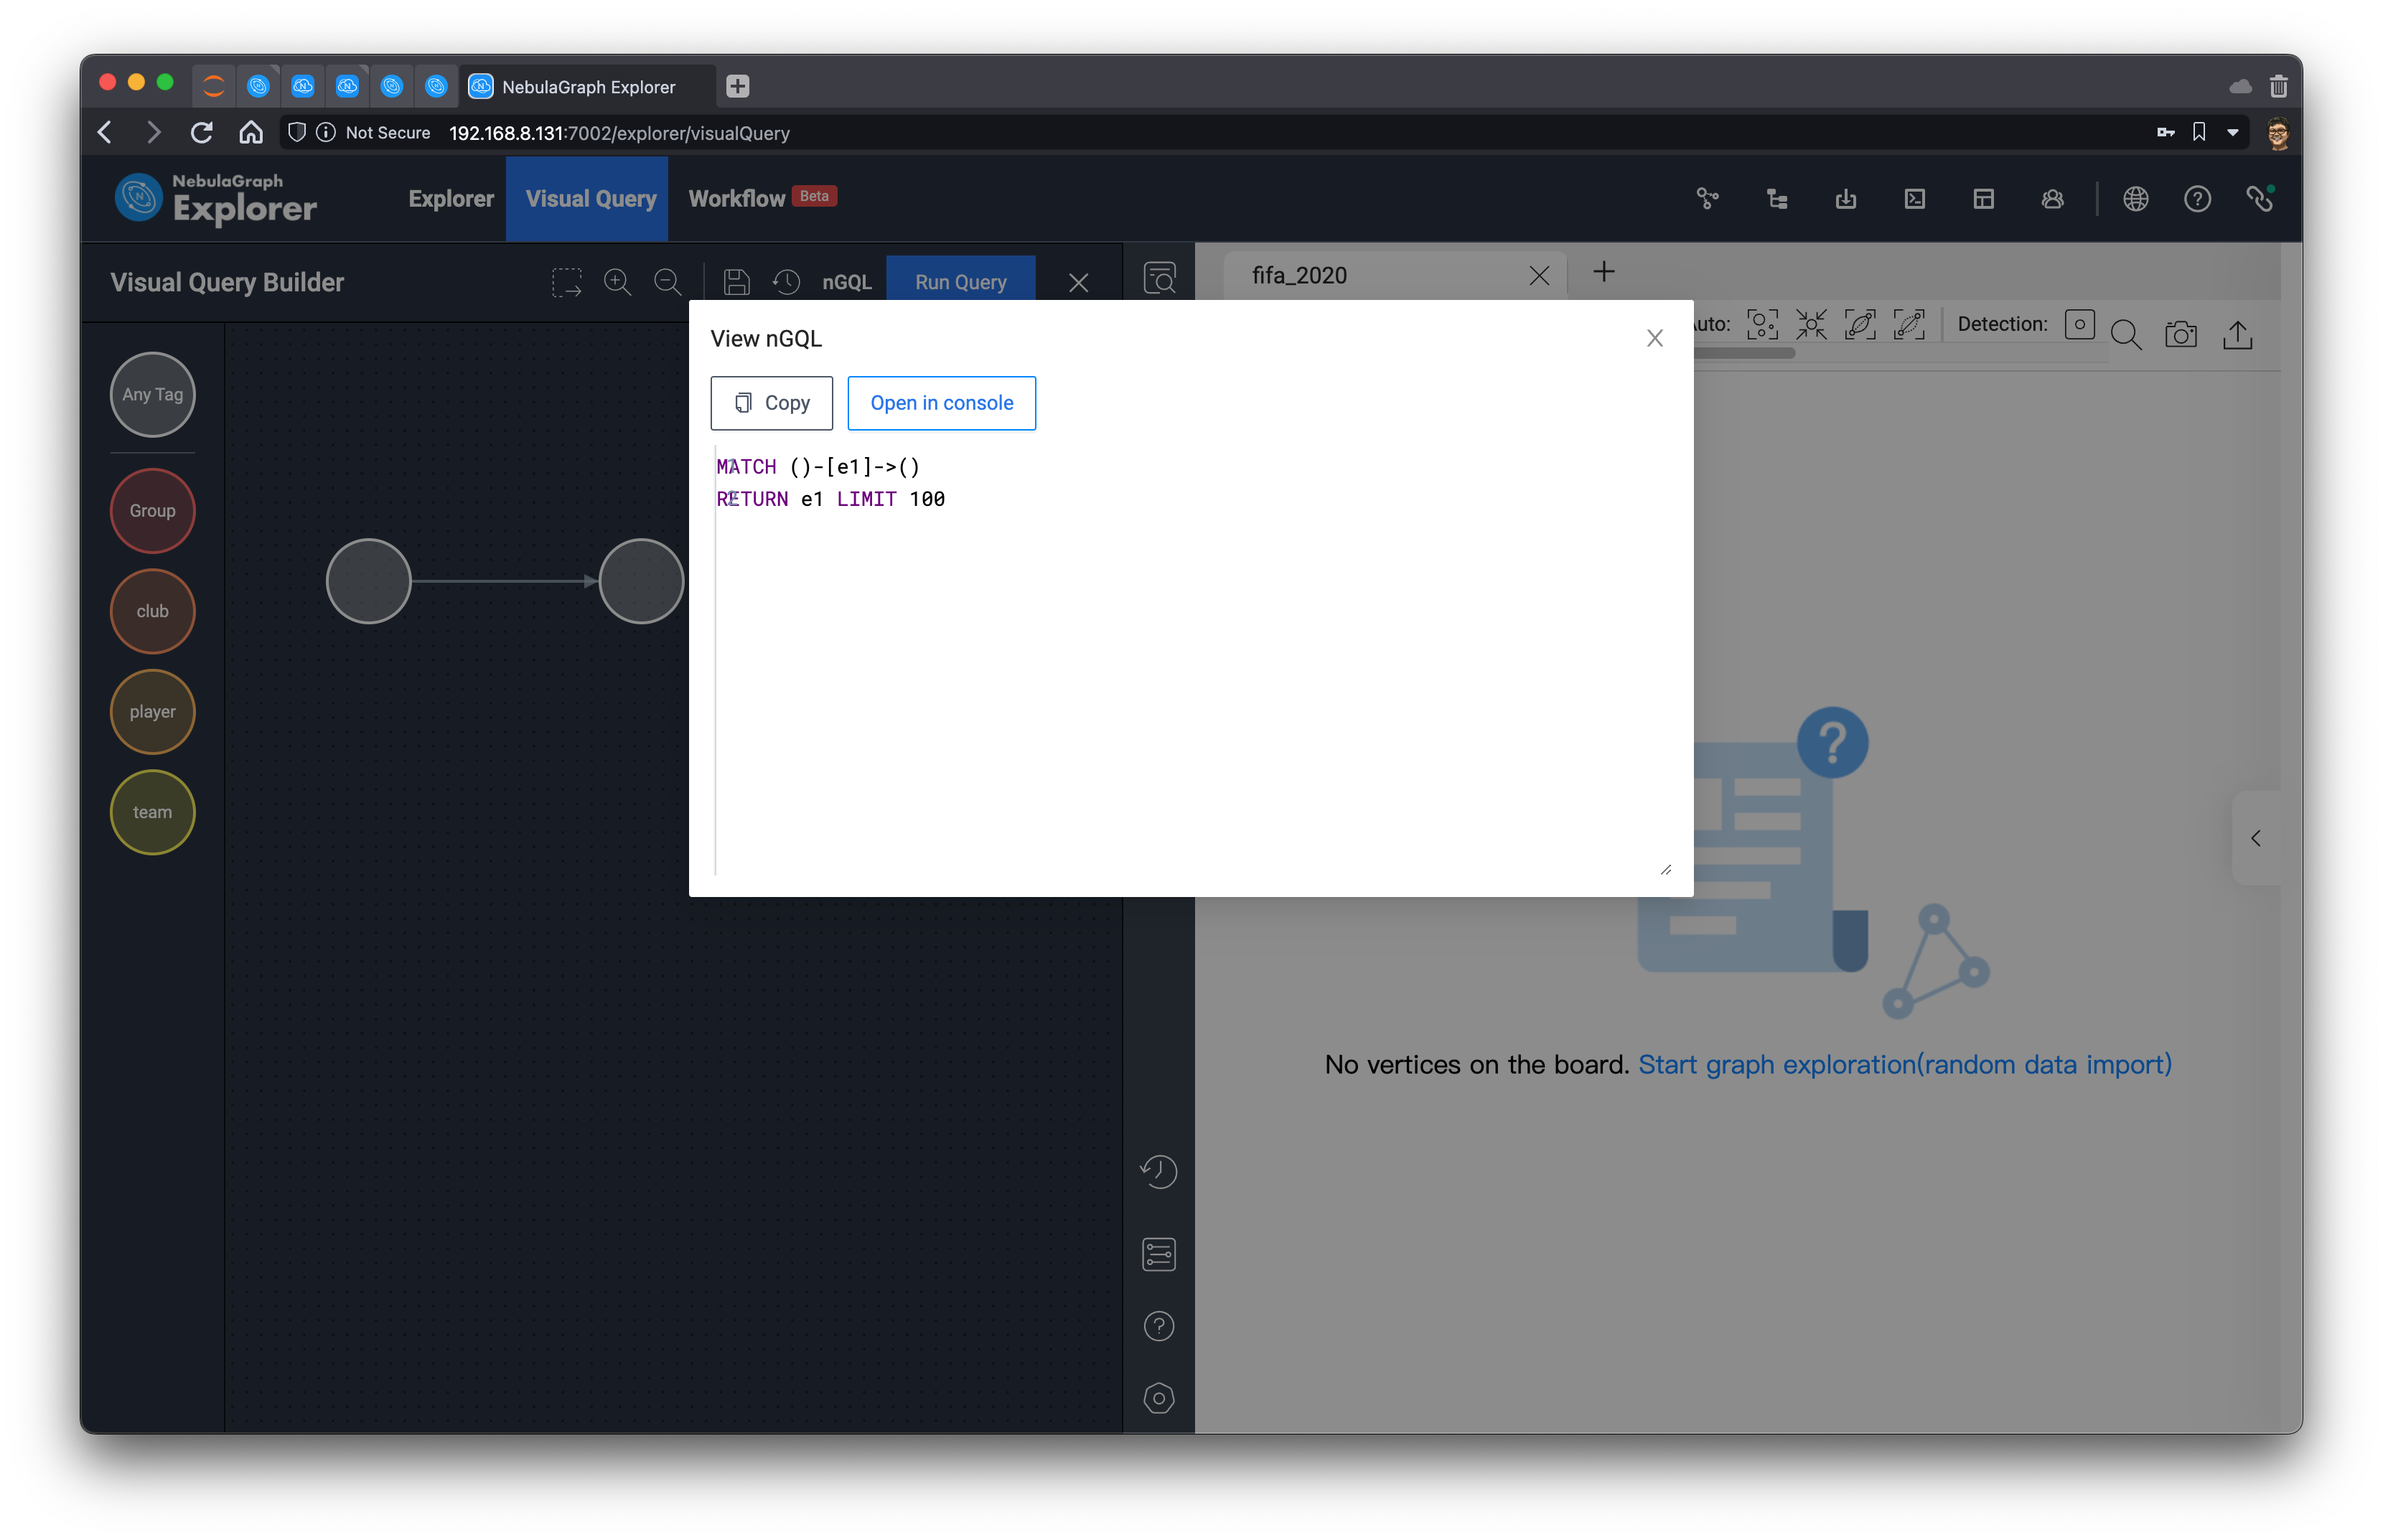 NebulaGraph Explorer
Not Secure 192.168.8.131:7002/explorer/visualQuery
NebulaGraph
Explorer
Explorer
Visual Query
Workflow
Beta
Visual Query Builder
nGQL
Run Query
fifa_2020
uto:
Detection:
Any Tag
Group
club
player
team
View nGQL
Copy
Open in console
1 MATCH ()-[e1]->()
2 RETURN e1 LIMIT 100
No vertices on the board. Start graph exploration(random data import)